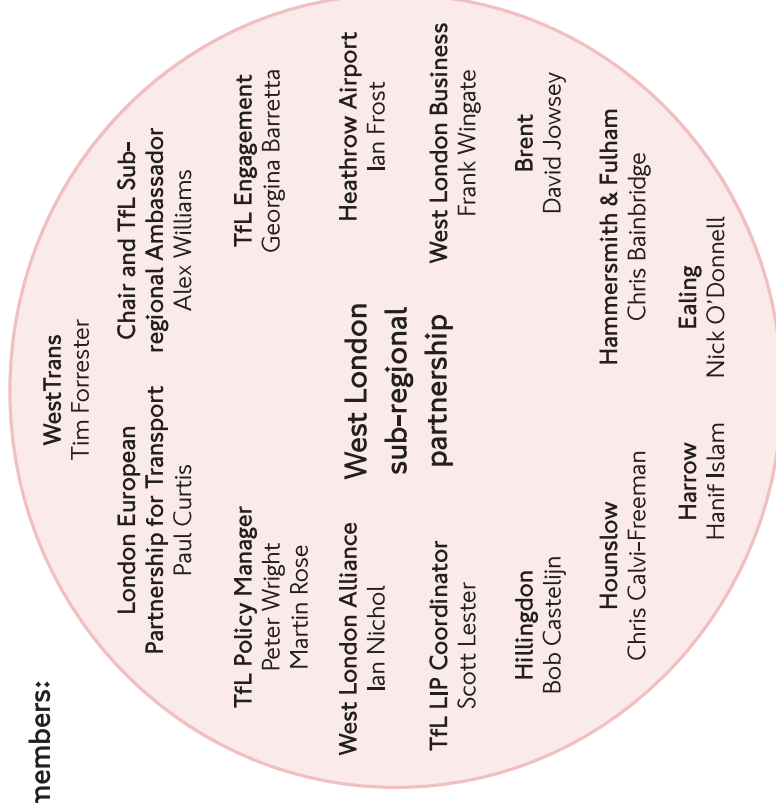 members:
WestTrans
Tim Forrester
London European
Partnership for Transport
Paul Curtis
Chair and TfL Sub-
regional Ambassador
Alex Williams
TfL Policy Manager
Peter Wright
Martin Rose
TfL Engagement
Georgina Barretta
West London Alliance
Ian Nichol
West London
sub-regional
partnership
Heathrow Airport
Ian Frost
TfL LIP Coordinator
Scott Lester
West London Business
Frank Wingate
Hillingdon
Bob Castelijn
Brent
David Jowsey
Hounslow
Chris Calvi-Freeman
Hammersmith & Fulham
Chris Bainbridge
Harrow
Hanif Islam
Ealing
Nick O'Donnell